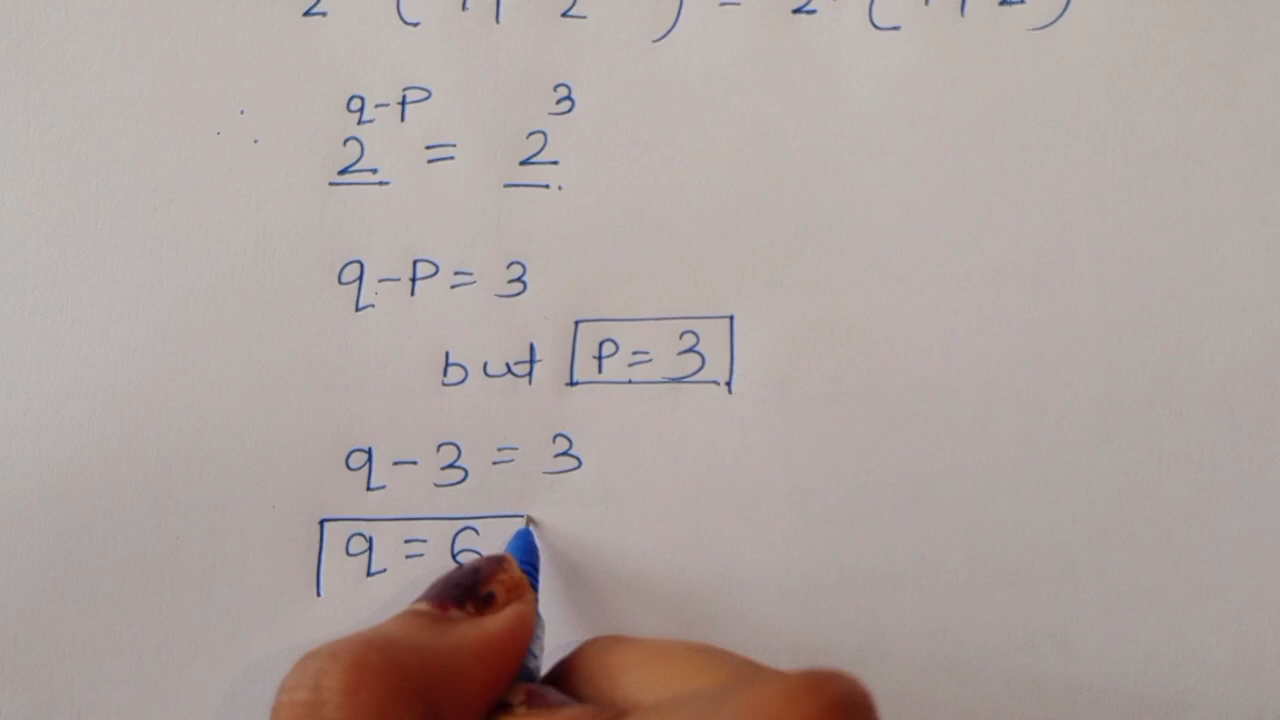 ∴ 2^(q-P) = 2^3
q-P = 3
but P = 3
q - 3 = 3
q = 6